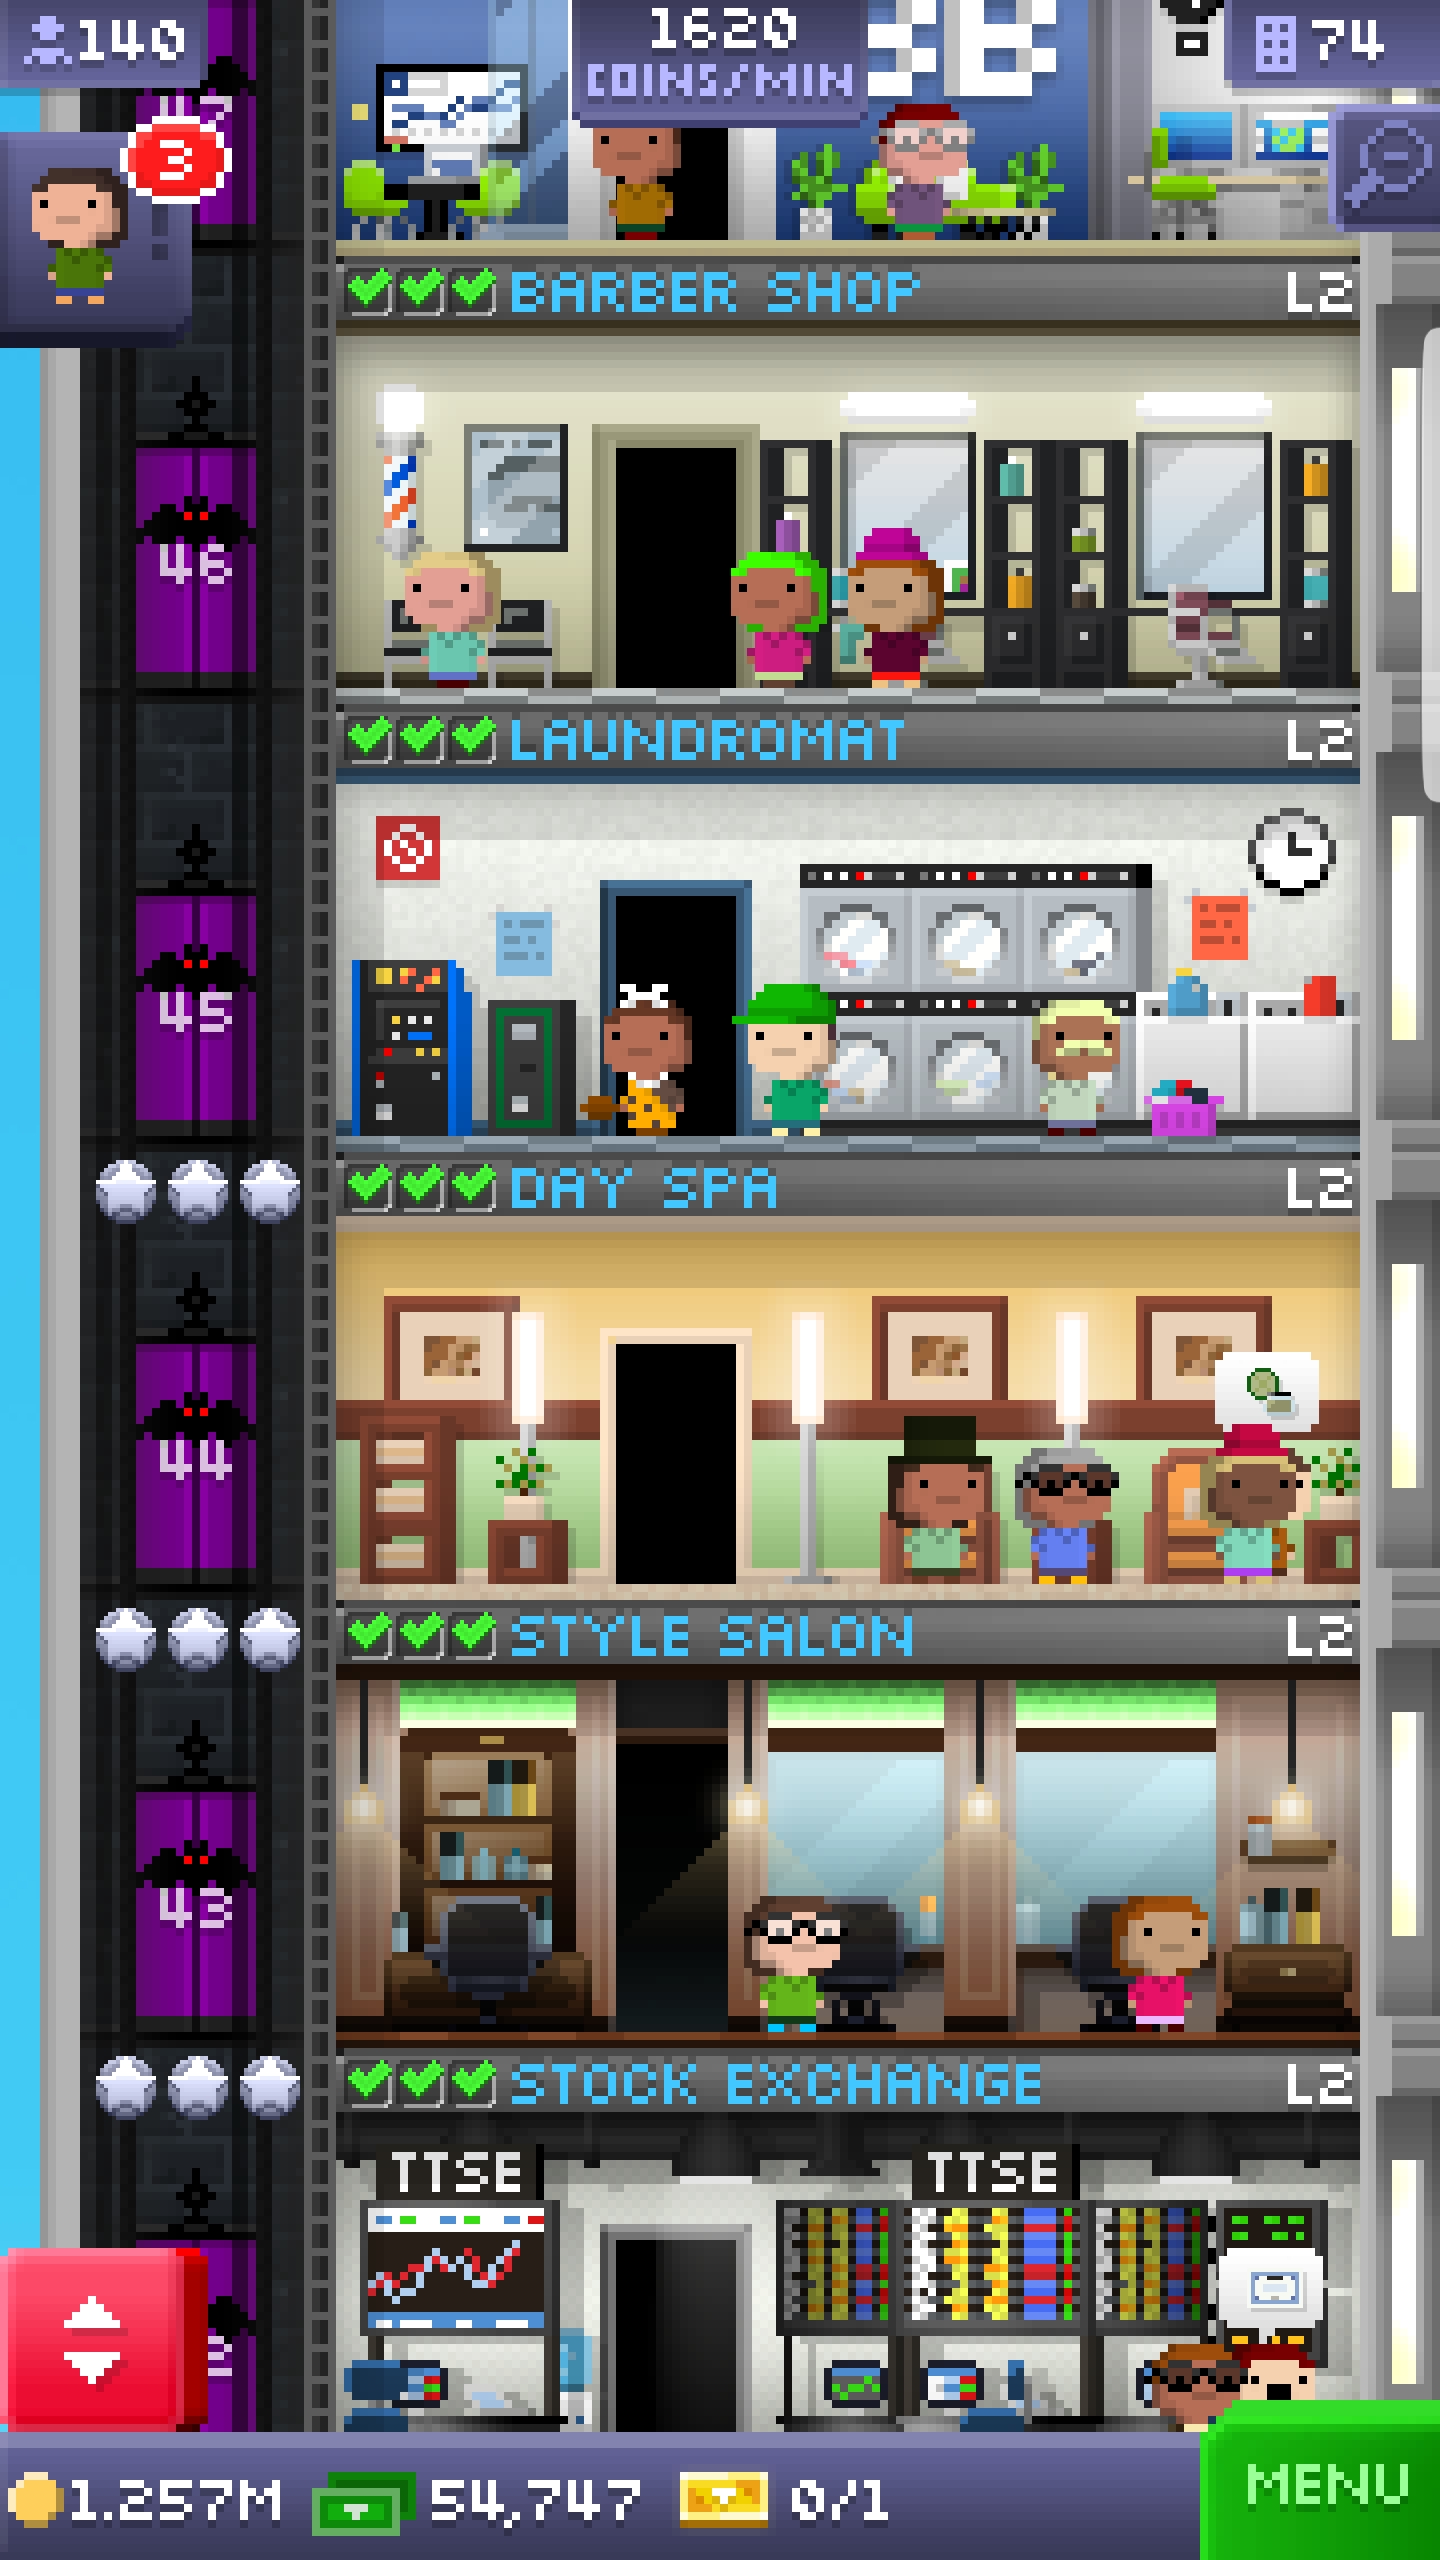 140
1620
COINS/MIN
74
3
BARBER SHOP L2
46
LAUNDROMAT L2
45
DAY SPA L2
44
STYLE SALON L2
43
STOCK EXCHANGE L2
TTSE TTSE
1.257M 54,747 0/1
MENU